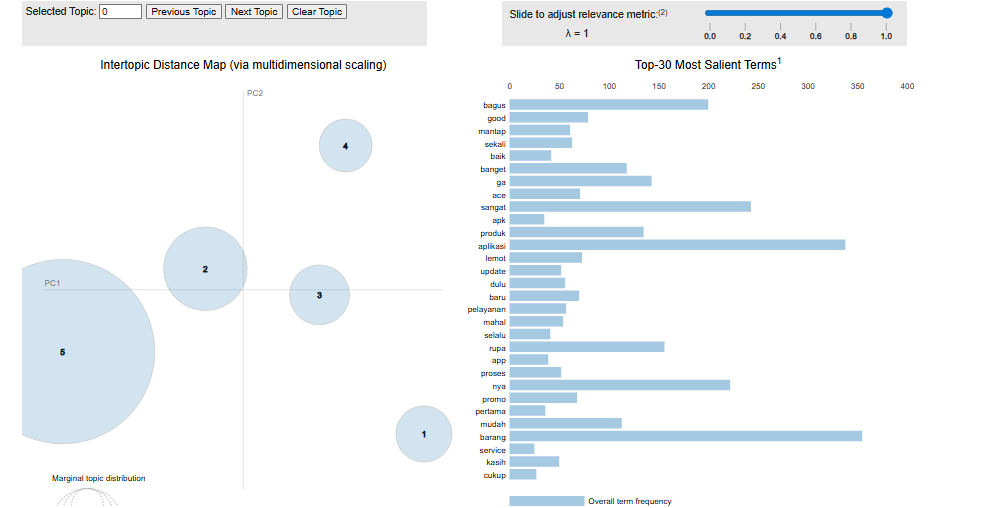 Selected Topic: 0 Previous Topic Next Topic Clear Topic
Slide to adjust relevance metric:(2)
λ = 1
0.0 0.2 0.4 0.6 0.8 1.0
Intertopic Distance Map (via multidimensional scaling)
PC2
PC1
4
2
3
5
1
Marginal topic distribution
Top-30 Most Salient Terms1
0 50 100 150 200 250 300 350 400
bagus
good
mantap
sekali
baik
banget
ga
ace
sangat
apk
produk
aplikasi
lemot
update
dulu
baru
pelayanan
mahal
selalu
rupa
app
proses
nya
promo
pertama
mudah
barang
service
kasih
cukup
Overall term frequency